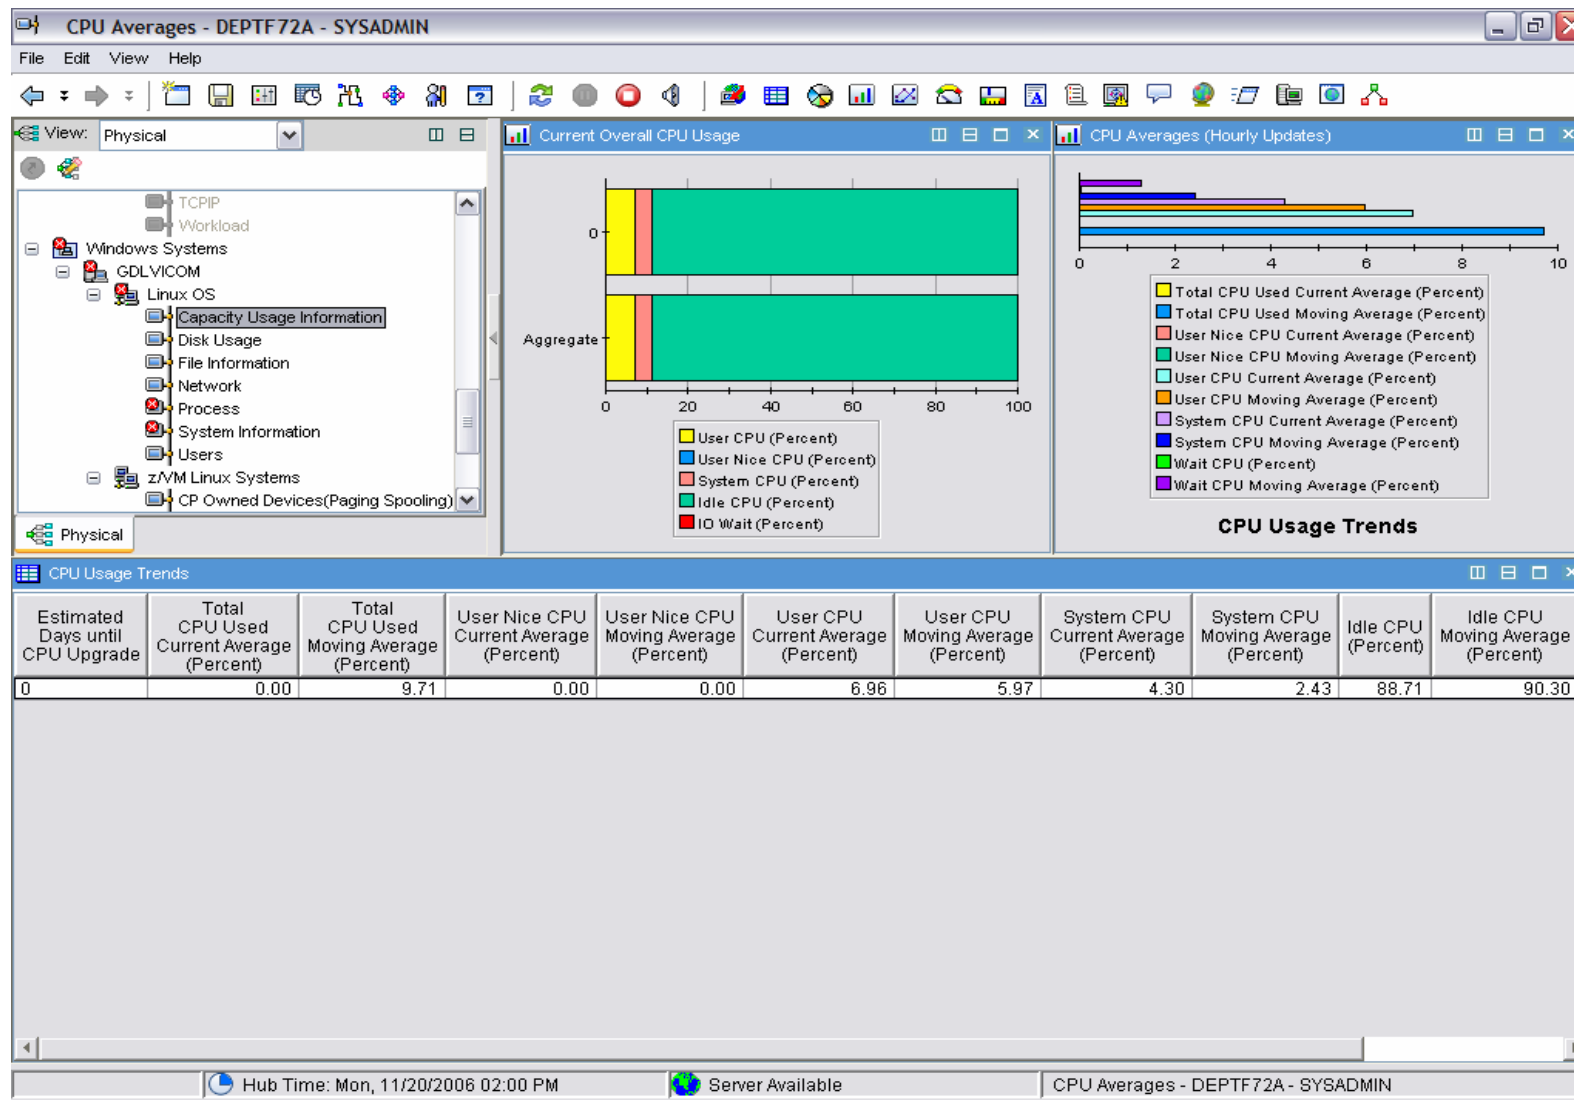 CPU Averages - DEPTF72A - SYSADMIN
File Edit View Help
View: Physical
TCPIP
Workload
Windows Systems
GDLVICOM
Linux OS
Capacity Usage Information
Disk Usage
File Information
Network
Process
System Information
Users
z/VM Linux Systems
CP Owned Devices(Paging Spooling)
Physical
Current Overall CPU Usage
0
Aggregate
0 20 40 60 80 100
User CPU (Percent)
User Nice CPU (Percent)
System CPU (Percent)
Idle CPU (Percent)
IO Wait (Percent)
CPU Averages (Hourly Updates)
0 2 4 6 8 10
Total CPU Used Current Average (Percent)
Total CPU Used Moving Average (Percent)
User Nice CPU Current Average (Percent)
User Nice CPU Moving Average (Percent)
User CPU Current Average (Percent)
User CPU Moving Average (Percent)
System CPU Current Average (Percent)
System CPU Moving Average (Percent)
Wait CPU (Percent)
Wait CPU Moving Average (Percent)
CPU Usage Trends
CPU Usage Trends
Estimated Days until CPU Upgrade
Total CPU Used Current Average (Percent)
Total CPU Used Moving Average (Percent)
User Nice CPU Current Average (Percent)
User Nice CPU Moving Average (Percent)
User CPU Current Average (Percent)
User CPU Moving Average (Percent)
System CPU Current Average (Percent)
System CPU Moving Average (Percent)
Idle CPU (Percent)
Idle CPU Moving Average (Percent)
0 0.00 9.71 0.00 0.00 6.96 5.97 4.30 2.43 88.71 90.30
Hub Time: Mon, 11/20/2006 02:00 PM
Server Available
CPU Averages - DEPTF72A - SYSADMIN